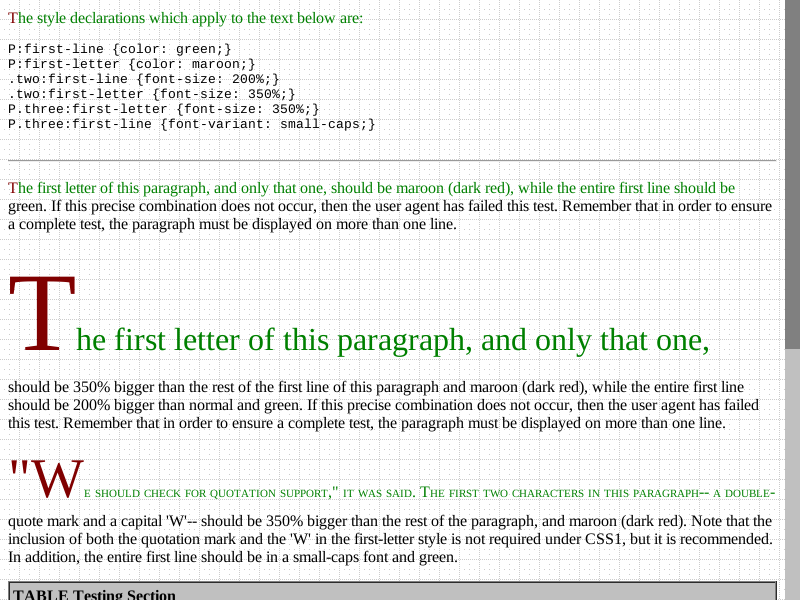 The style declarations which apply to the text below are:
P:first-line {color: green;}
P:first-letter {color: maroon;}
.two:first-line {font-size: 200%;}
.two:first-letter {font-size: 350%;}
P.three:first-letter {font-size: 350%;}
P.three:first-line {font-variant: small-caps;}
The first letter of this paragraph, and only that one, should be maroon (dark red), while the entire first line should be
green. If this precise combination does not occur, then the user agent has failed this test. Remember that in order to ensure
a complete test, the paragraph must be displayed on more than one line.
The first letter of this paragraph, and only that one,
should be 350% bigger than the rest of the first line of this paragraph and maroon (dark red), while the entire first line
should be 200% bigger than normal and green. If this precise combination does not occur, then the user agent has failed
this test. Remember that in order to ensure a complete test, the paragraph must be displayed on more than one line.
"We should check for quotation support," it was said. The first two characters in this paragraph-- a double-
quote mark and a capital 'W'-- should be 350% bigger than the rest of the paragraph, and maroon (dark red). Note that the
inclusion of both the quotation mark and the 'W' in the first-letter style is not required under CSS1, but it is recommended.
In addition, the entire first line should be in a small-caps font and green.
TABLE Testing Section